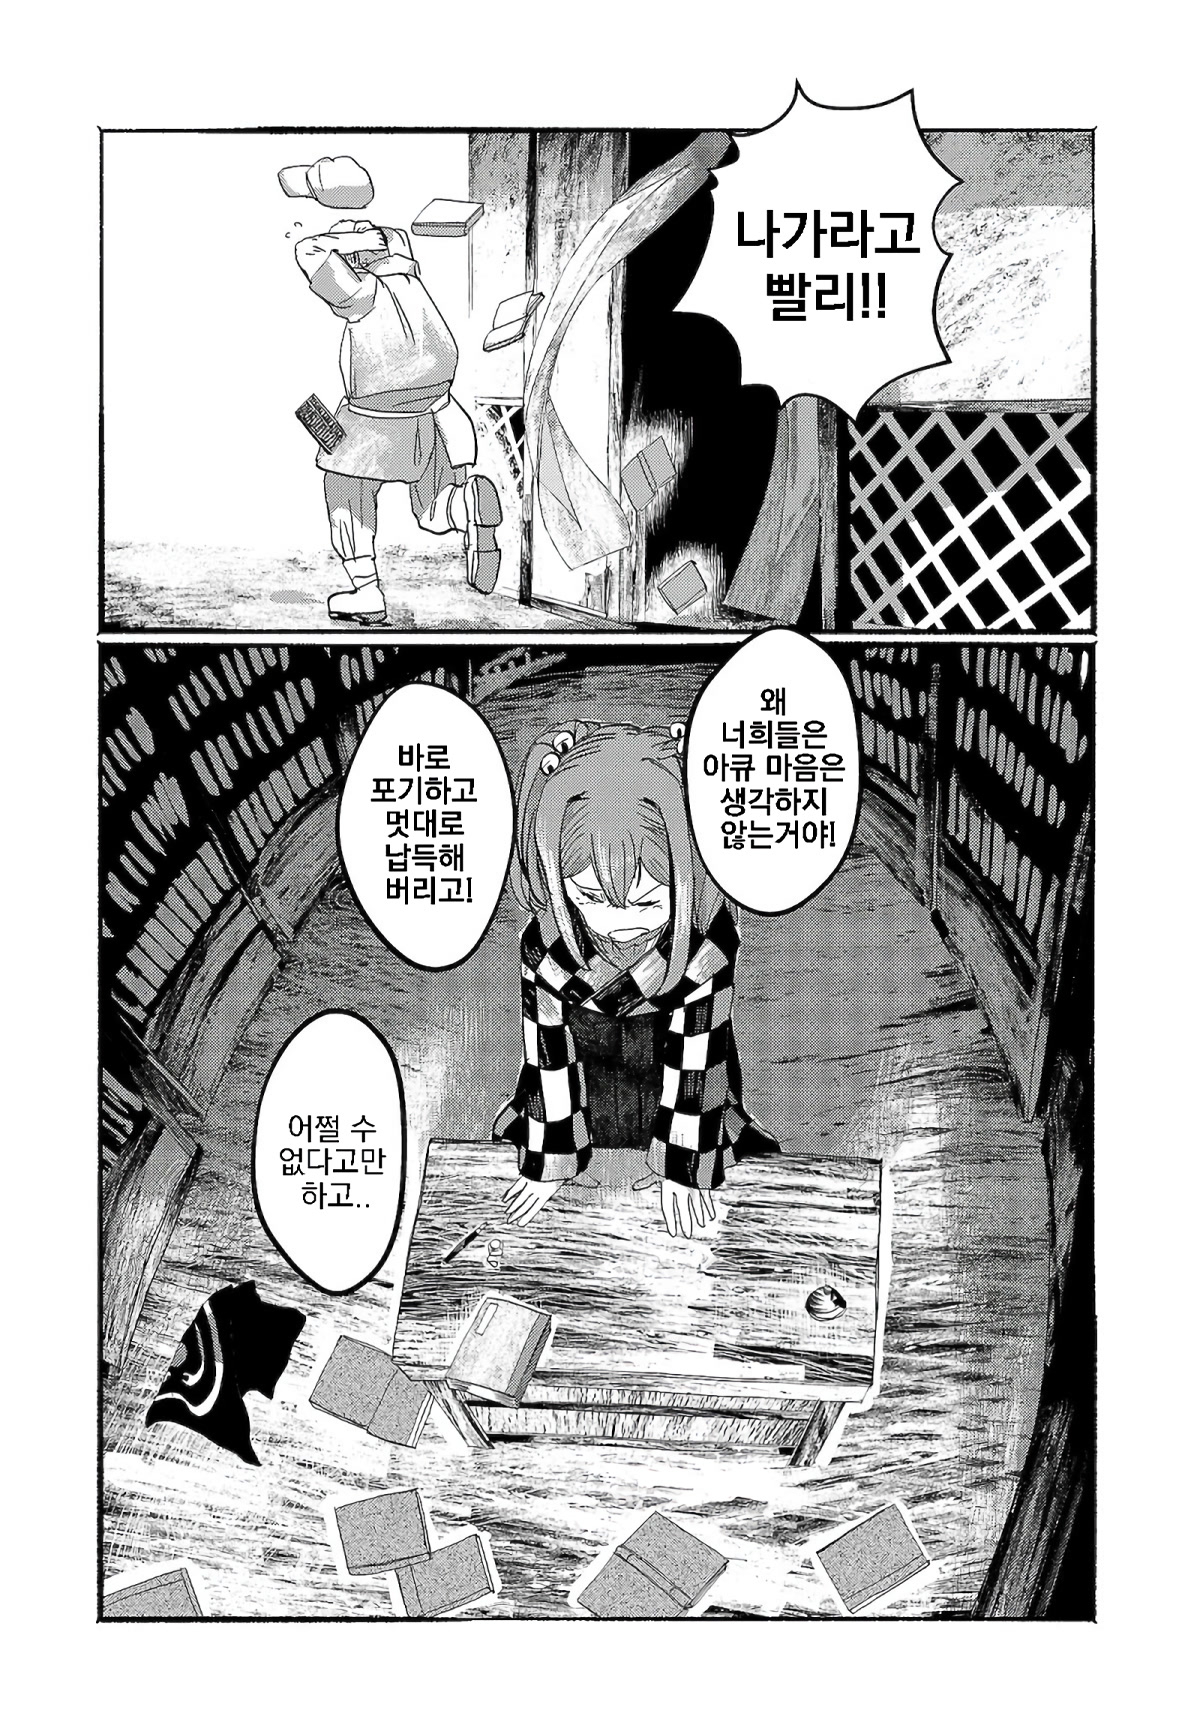 나가라고
빨리!!
왜
너희들은
아큐 마음은
생각하지
않는거야!
바로
포기하고
멋대로
납득해
버리고!
어쩔 수
없다고만
하고..